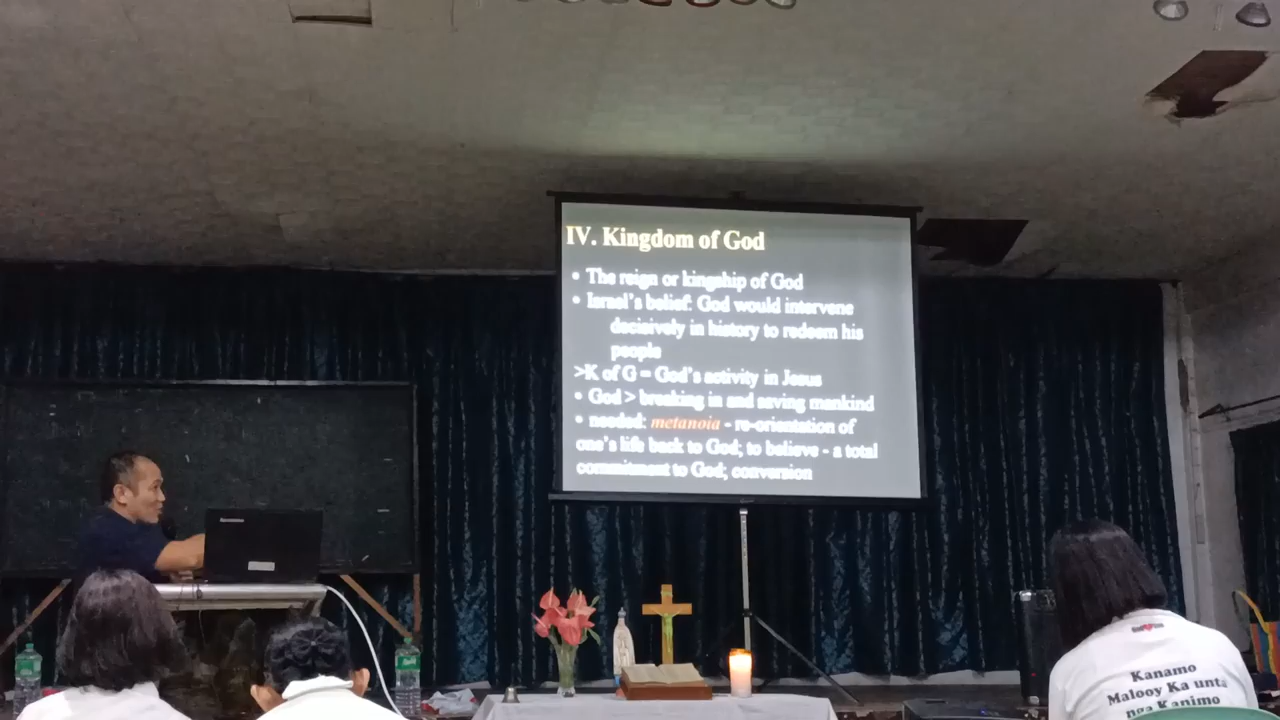 IV. Kingdom of God
• The reign or kingship of God
• Israel's belief: God would intervene
decisively in history to redeem his
people
>K of G = God's activity in Jesus
• God > breaking in and saving mankind
• needed: metanoia - re-orientation of
one's life back to God; to believe - a total
commitment to God; conversion
Kanamo
Malooy Ka unta
nga Kanimo